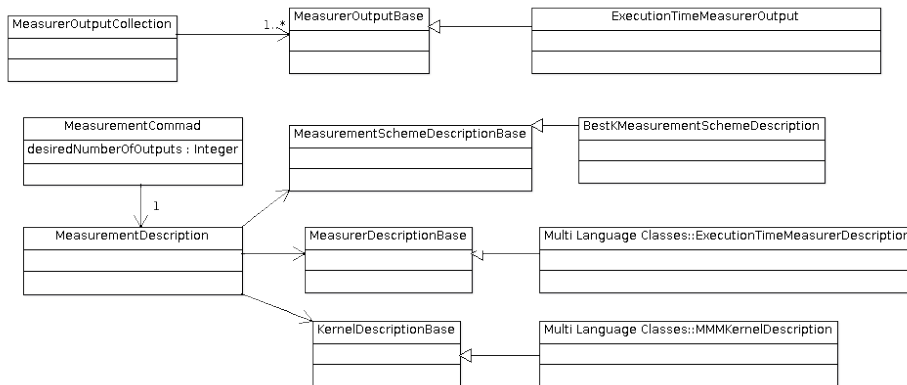 MeasurerOutputCollection
1..*
MeasurerOutputBase
ExecutionTimeMeasurerOutput
MeasurementCommad
desiredNumberOfOutputs : Integer
MeasurementSchemeDescriptionBase
BestKMeasurementSchemeDescription
1
MeasurementDescription
MeasurerDescriptionBase
Multi Language Classes::ExecutionTimeMeasurerDescription
KernelDescriptionBase
Multi Language Classes::MMMKernelDescription